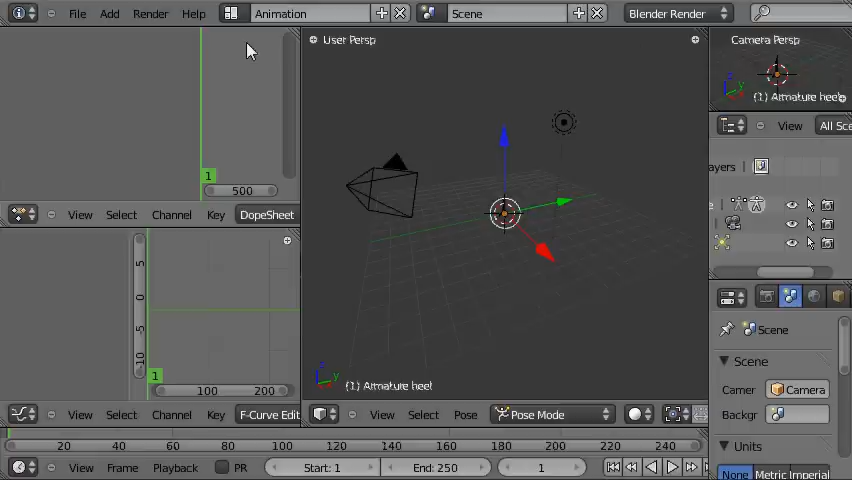 File Add Render Help Animation Scene Blender Render
User Persp
Camera Persp
(1) Armature heel
View All Sce
ayers
1
500
View Select Channel Key DopeSheet
5
0
-5
-10
1
100 200
(1) Armature heel
Scene
Scene
Camer Camera
Backgr
Units
None Metric Imperial
View Select Channel Key F-Curve Edit
View Select Pose Pose Mode
20 40 60 80 100 120 140 160 180 200 220 240
View Frame Playback PR Start: 1 End: 250 1